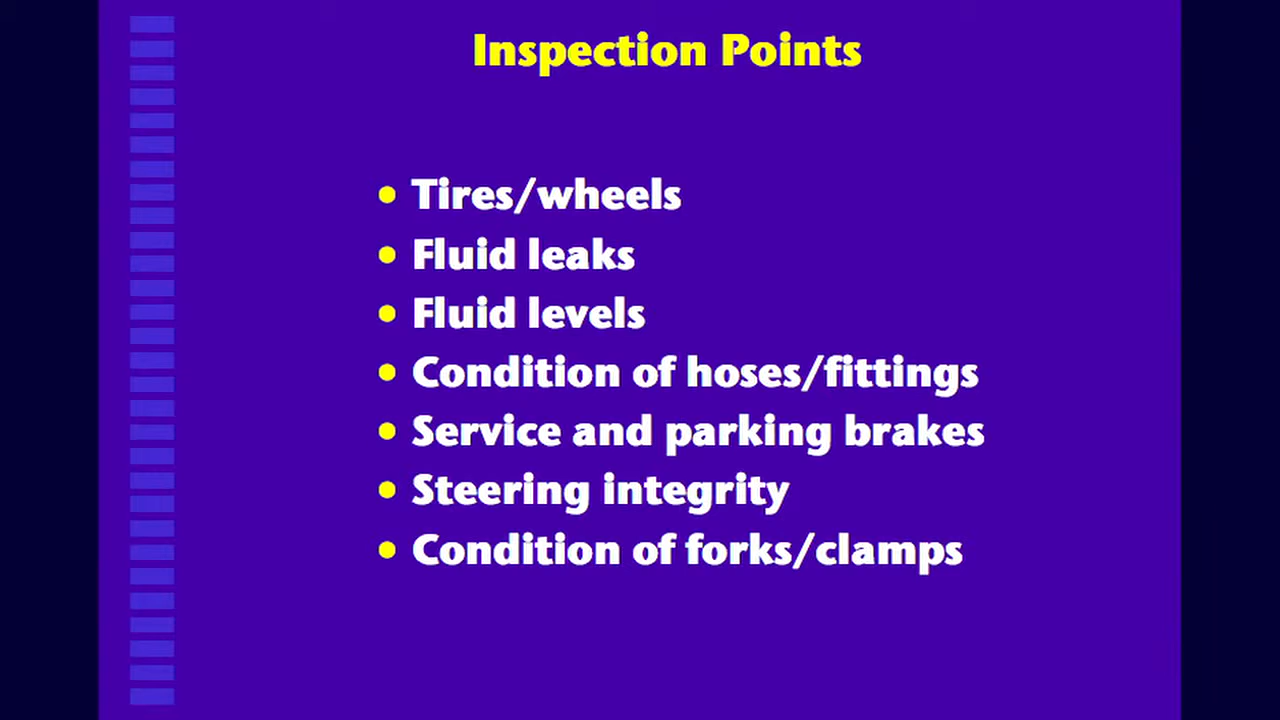 Inspection Points
• Tires/wheels
• Fluid leaks
• Fluid levels
• Condition of hoses/fittings
• Service and parking brakes
• Steering integrity
• Condition of forks/clamps